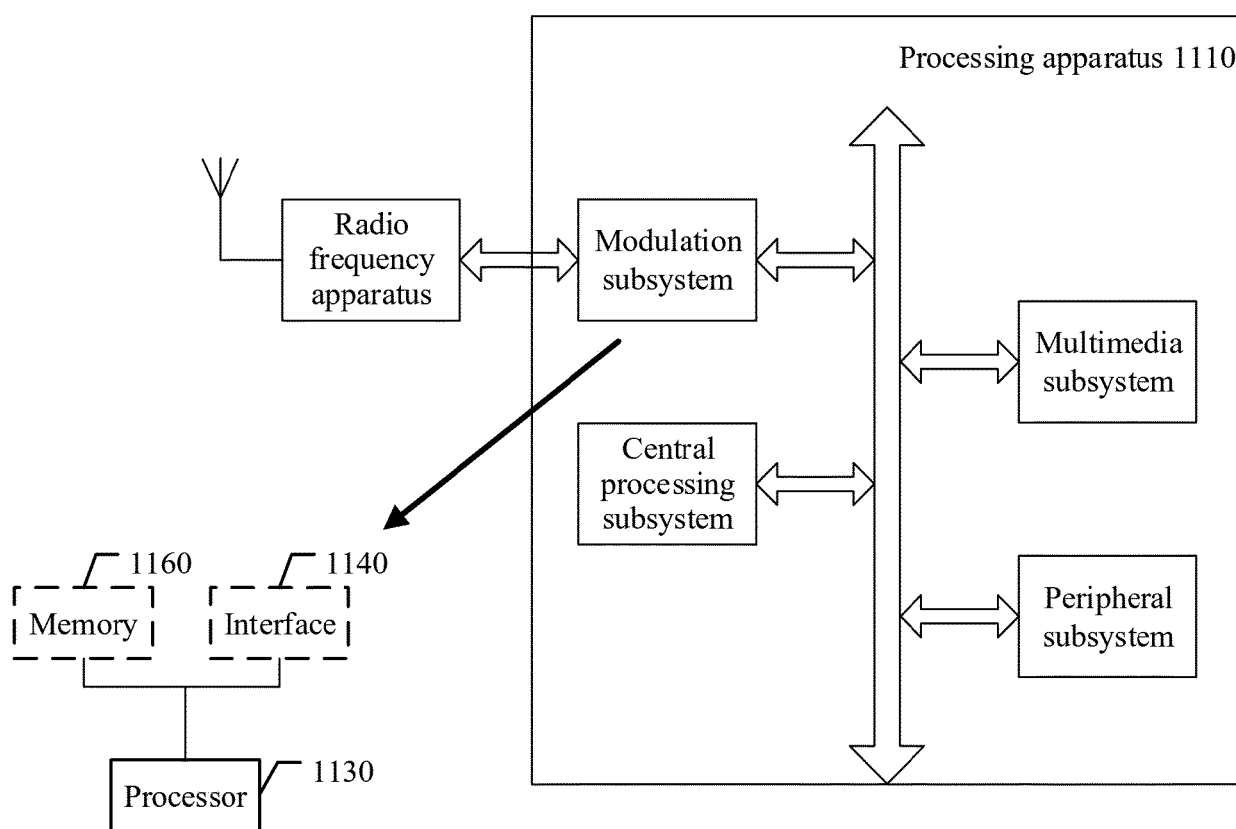 Processing apparatus 1110
Radio
frequency
apparatus
Modulation
subsystem
Multimedia
subsystem
Central
processing
subsystem
1160
1140
Memory
Interface
Peripheral
subsystem
1130
Processor